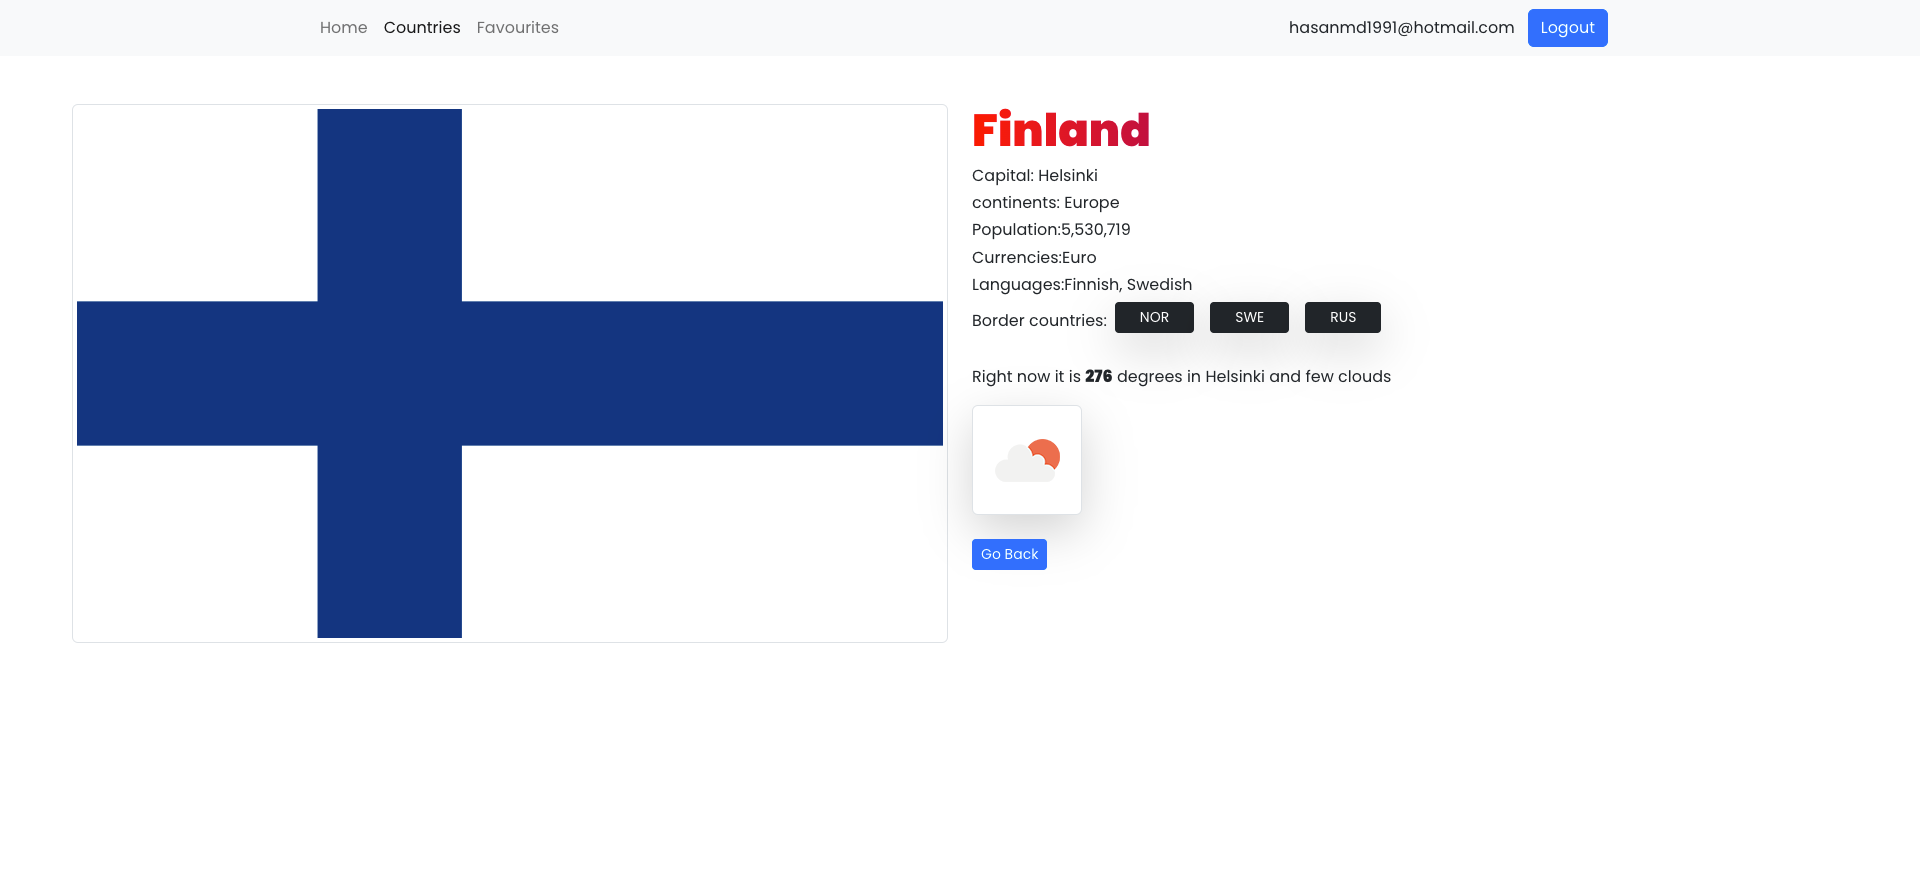 Home Countries Favourites hasanmd1991@hotmail.com Logout
Finland
Capital: Helsinki
continents: Europe
Population:5,530,719
Currencies:Euro
Languages:Finnish, Swedish
Border countries: NOR SWE RUS
Right now it is 276 degrees in Helsinki and few clouds
Go Back